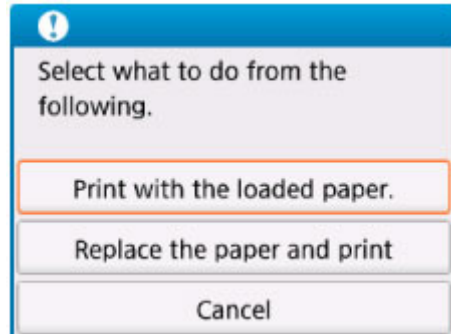 Select what to do from the
following.
Print with the loaded paper.
Replace the paper and print
Cancel